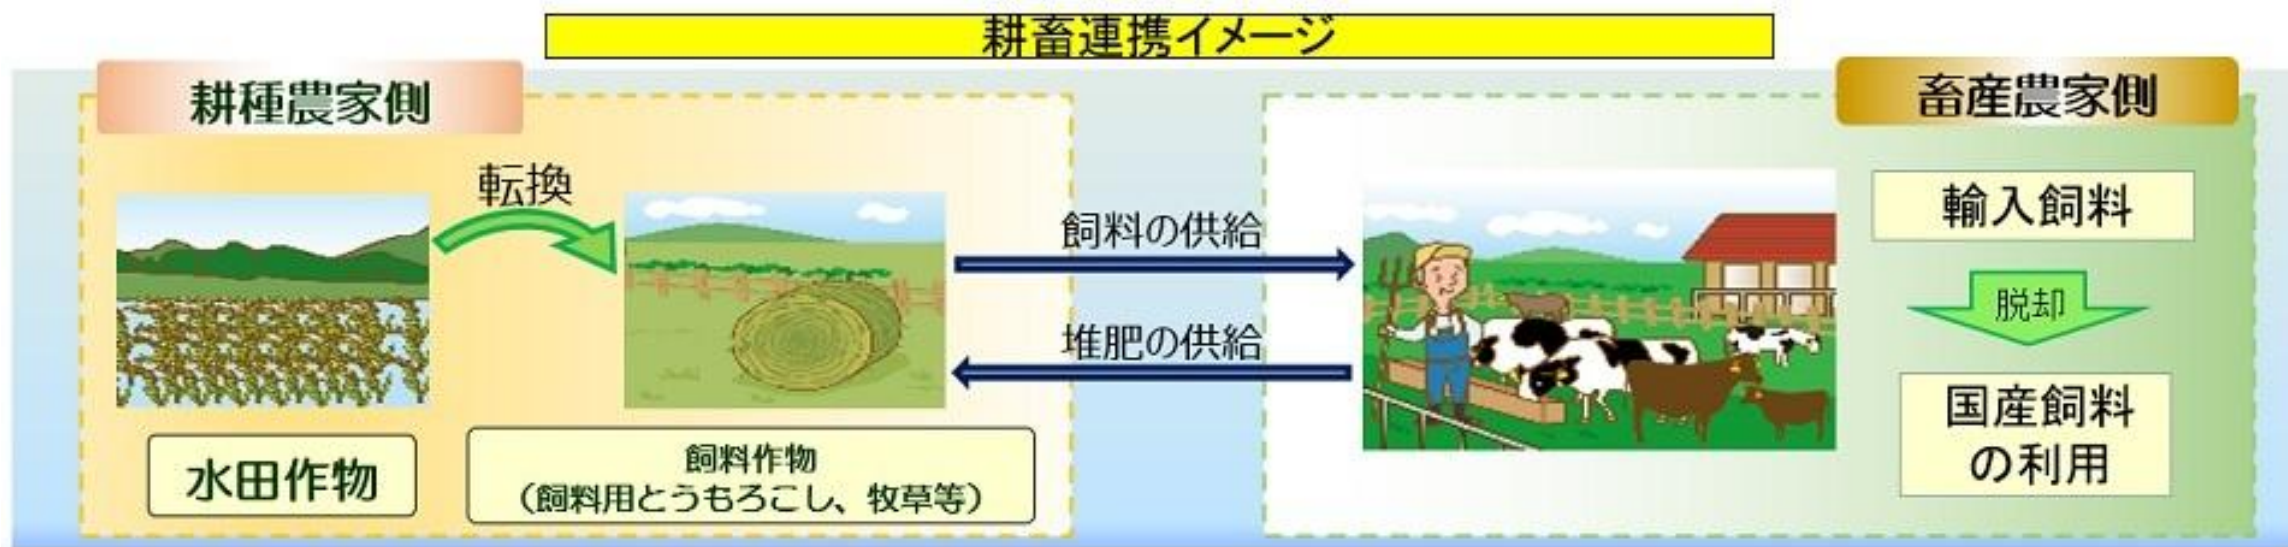 耕畜連携イメージ
耕種農家側
転換
水田作物
飼料作物
（飼料用とうもろこし、牧草等）
飼料の供給
堆肥の供給
畜産農家側
輸入飼料
脱却
国産飼料
の利用